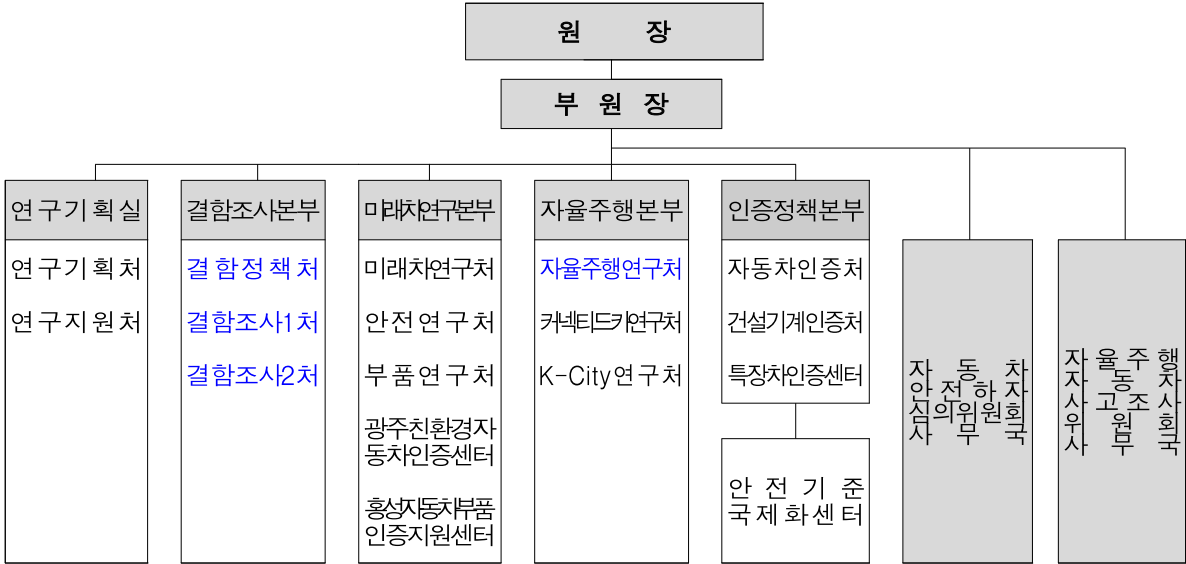 원 장
부 원 장
연구기획실
연구기획처
연구지원처
결함조사본부
결함정책처
결함조사1처
결함조사2처
미래차연구본부
미래차연구처
안전연구처
부품연구처
광주친환경자
동차인증센터
홍성자동차부품
인증지원센터
자율주행본부
자율주행연구처
커넥티드카연구처
K-City연구처
인증정책본부
자동차인증처
건설기계인증처
특장차인증센터
안전기준
국제화센터
자동차
안전하자
심의위원회
사무국
자율주행
자동차
사고조사
위원회
사무국